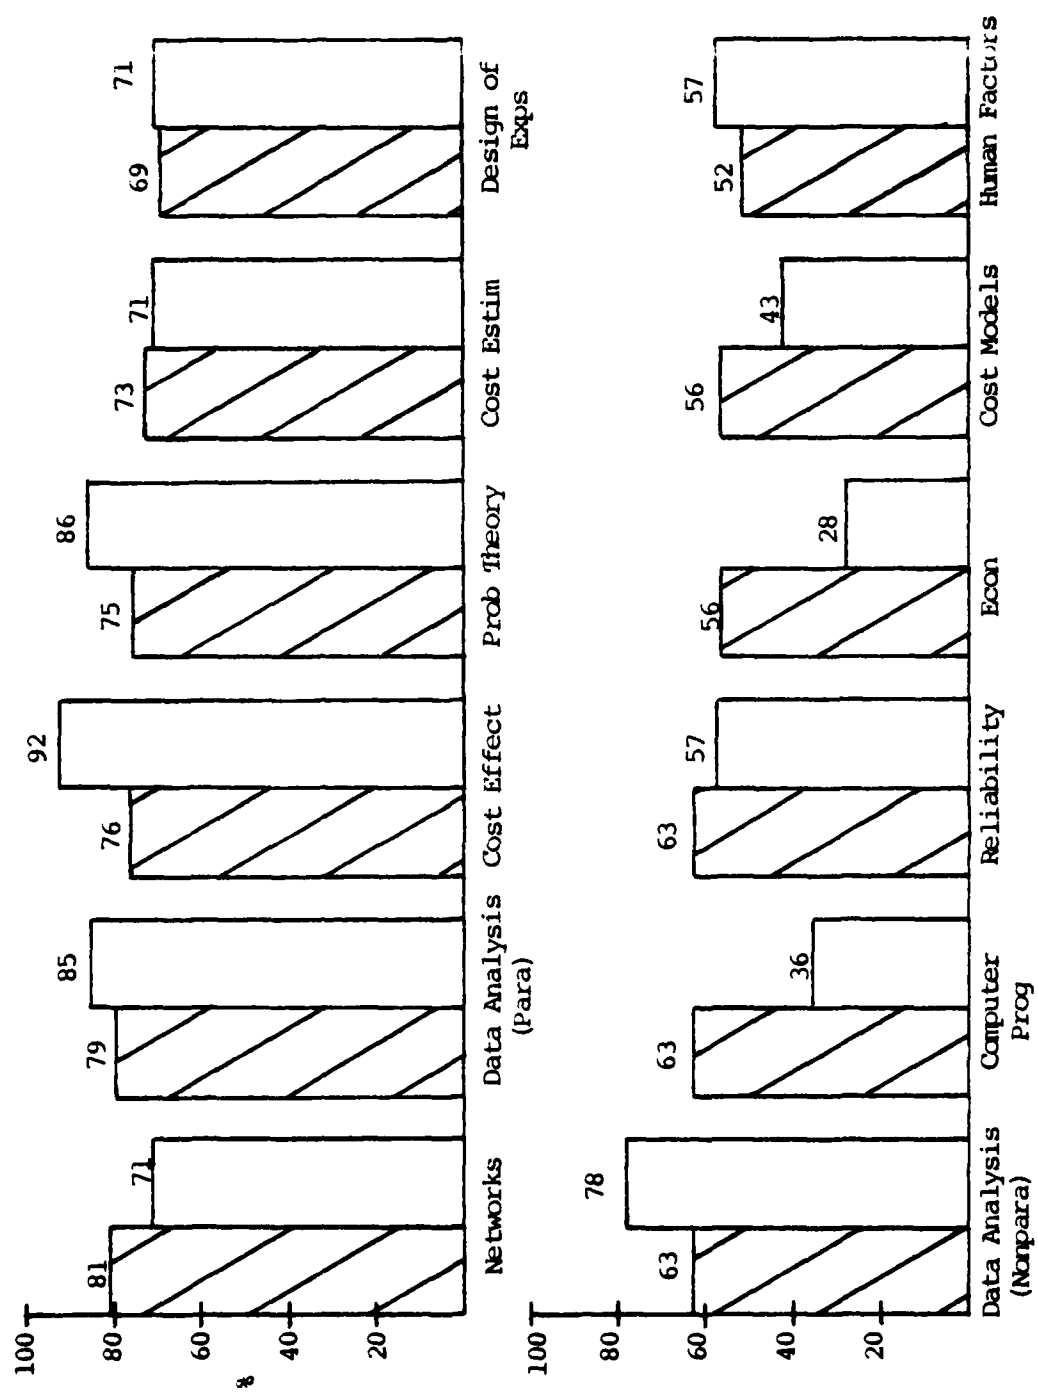 100
80
60
40
20
%
81
71
79
85
76
92
75
86
73
71
69
71
Networks
Data Analysis
(Para)
Cost Effect
Prob Theory
Cost Estim
Design of
Exps
100
80
60
40
20
63
78
63
36
63
57
56
28
56
43
52
57
Data Analysis
(Nonpara)
Computer
Prog
Reliability
Econ
Cost Models
Human Factors